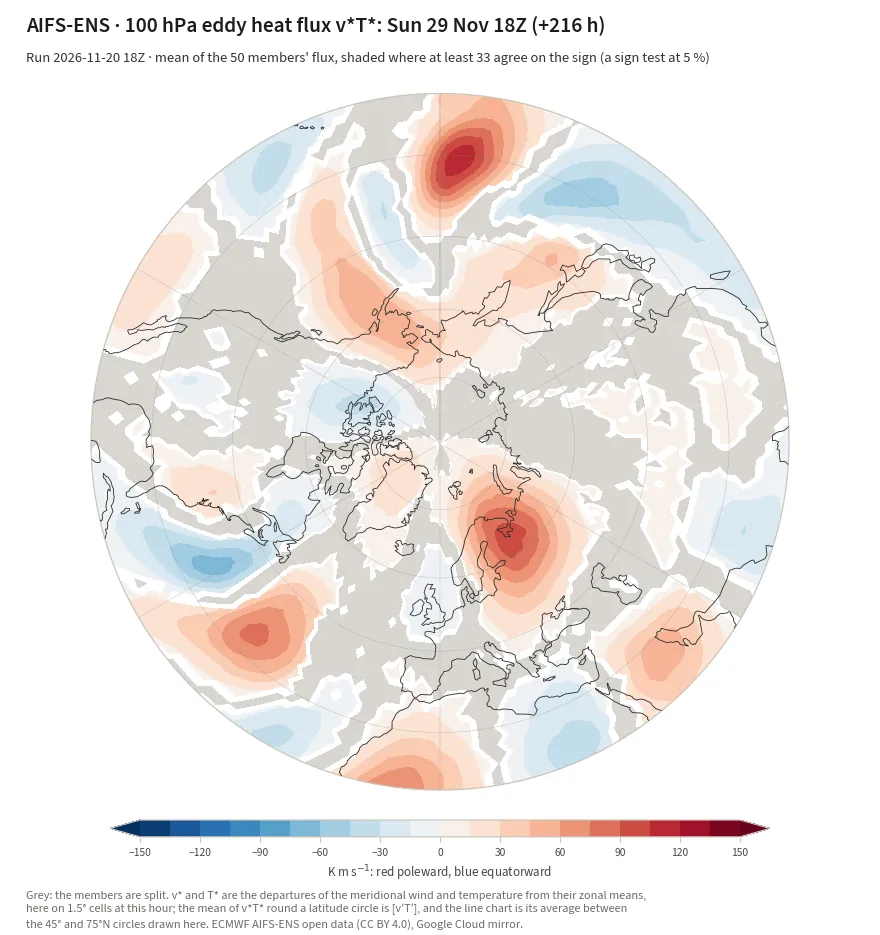 AIFS-ENS · 100 hPa eddy heat flux v*T*: Sun 29 Nov 18Z (+216 h)
Run 2026-11-20 18Z · mean of the 50 members' flux, shaded where at least 33 agree on the sign (a sign test at 5 %)
−150 −120 −90 −60 −30 0 30 60 90 120 150
K m s⁻¹: red poleward, blue equatorward
Grey: the members are split. v* and T* are the departures of the meridional wind and temperature from their zonal means,
here on 1.5° cells at this hour; the mean of v*T* round a latitude circle is [v′T′], and the line chart is its average between
the 45° and 75°N circles drawn here. ECMWF AIFS-ENS open data (CC BY 4.0), Google Cloud mirror.